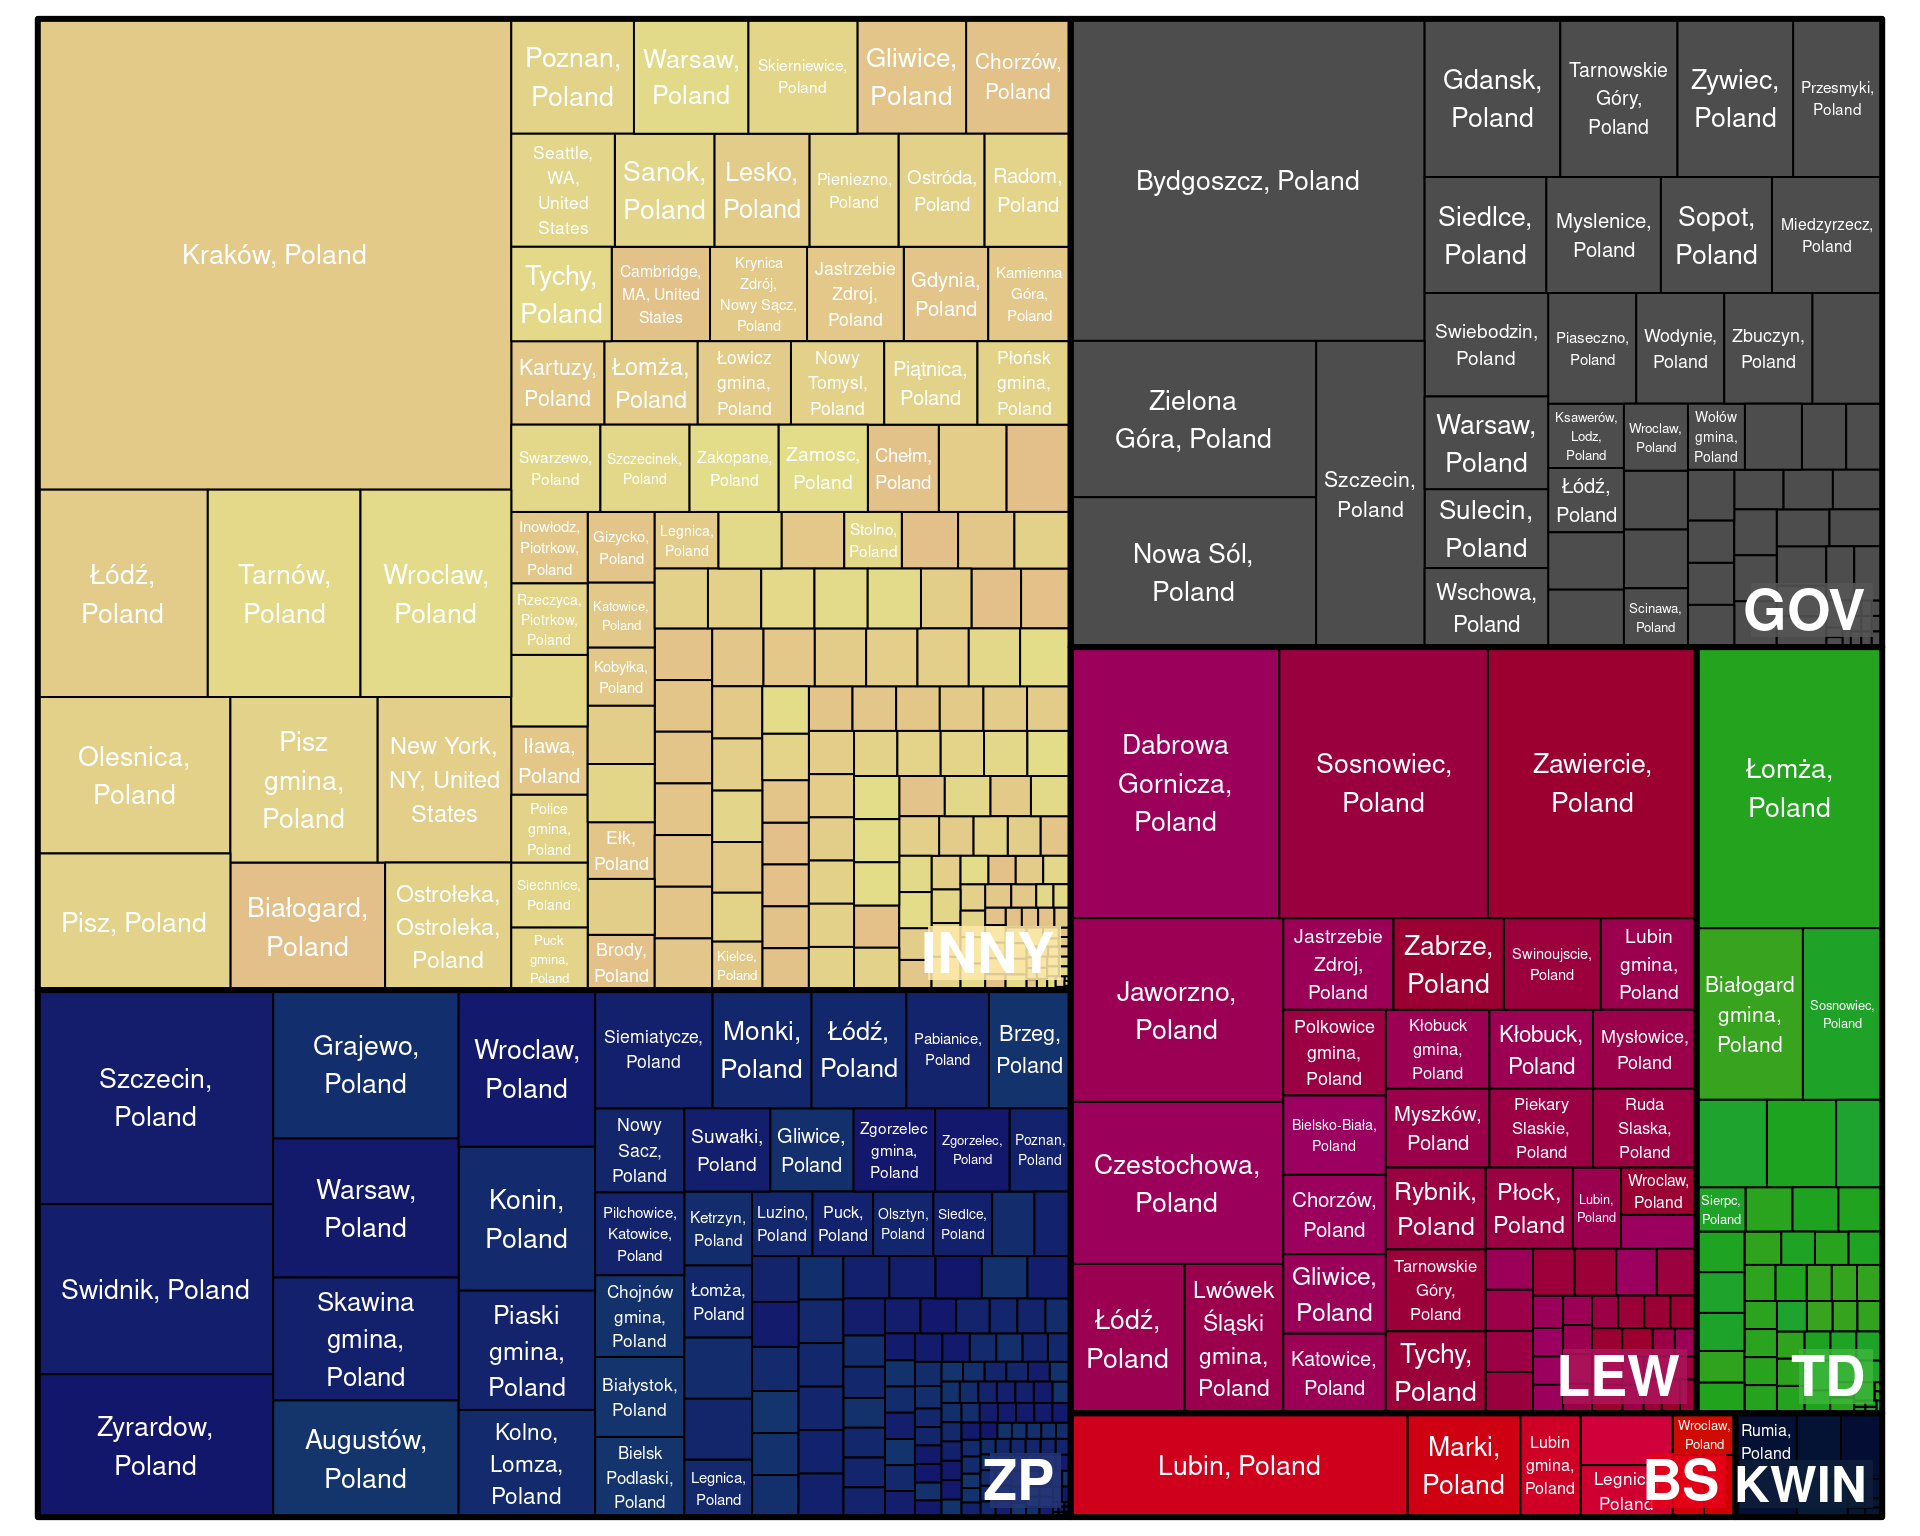 Kraków, Poland
Poznan,
Poland
Warsaw,
Poland
Skierniewice,
Poland
Gliwice,
Poland
Chorzów,
Poland
Seattle,
WA,
United
States
Sanok,
Poland
Lesko,
Poland
Pieniezno,
Poland
Ostróda,
Poland
Radom,
Poland
Tychy,
Poland
Cambridge,
MA, United
States
Krynica
Zdrój,
Nowy Sącz,
Poland
Jastrzebie
Zdroj,
Poland
Gdynia,
Poland
Kamienna
Góra,
Poland
Kartuzy,
Poland
Łomża,
Poland
Łowicz
gmina,
Poland
Nowy
Tomysl,
Poland
Piątnica,
Poland
Płońsk
gmina,
Poland
Swarzewo,
Poland
Szczecinek,
Poland
Zakopane,
Poland
Zamosc,
Poland
Chełm,
Poland
Łódź,
Poland
Tarnów,
Poland
Wroclaw,
Poland
Inowłodz,
Piotrkow,
Poland
Gizycko,
Poland
Legnica,
Poland
Stolno,
Poland
Rzeczyca,
Piotrkow,
Poland
Katowice,
Poland
Kobyłka,
Poland
Olesnica,
Poland
Pisz
gmina,
Poland
New York,
NY, United
States
Iława,
Poland
Police
gmina,
Poland
Ełk,
Poland
Pisz, Poland
Białogard,
Poland
Ostrołeka,
Ostroleka,
Poland
Siechnice,
Poland
Puck
gmina,
Poland
Brody,
Poland
Kielce,
Poland
INNY
Bydgoszcz, Poland
Gdansk,
Poland
Tarnowskie
Góry,
Poland
Zywiec,
Poland
Przesmyki,
Poland
Siedlce,
Poland
Myslenice,
Poland
Sopot,
Poland
Miedzyrzecz,
Poland
Zielona
Góra, Poland
Szczecin,
Poland
Nowa Sól,
Poland
Swiebodzin,
Poland
Piaseczno,
Poland
Wodynie,
Poland
Zbuczyn,
Poland
Warsaw,
Poland
Ksawerów,
Lodz,
Poland
Wroclaw,
Poland
Wołów
gmina,
Poland
Łódź,
Poland
Sulecin,
Poland
Wschowa,
Poland
Scinawa,
Poland
GOV
Dabrowa
Gornicza,
Poland
Sosnowiec,
Poland
Zawiercie,
Poland
Jaworzno,
Poland
Jastrzebie
Zdroj,
Poland
Zabrze,
Poland
Swinoujscie,
Poland
Lubin
gmina,
Poland
Polkowice
gmina,
Poland
Kłobuck
gmina,
Poland
Kłobuck,
Poland
Mysłowice,
Poland
Czestochowa,
Poland
Bielsko-Biała,
Poland
Myszków,
Poland
Piekary
Slaskie,
Poland
Ruda
Slaska,
Poland
Chorzów,
Poland
Rybnik,
Poland
Płock,
Poland
Lubin,
Poland
Wroclaw,
Poland
Łódź,
Poland
Lwówek
Śląski
gmina,
Poland
Gliwice,
Poland
Tarnowskie
Góry,
Poland
Katowice,
Poland
Tychy,
Poland
LEW
Łomża,
Poland
Białogard
gmina,
Poland
Sosnowiec,
Poland
Sierpc,
Poland
TD
Szczecin,
Poland
Grajewo,
Poland
Wroclaw,
Poland
Siemiatycze,
Poland
Monki,
Poland
Łódź,
Poland
Pabianice,
Poland
Brzeg,
Poland
Nowy
Sacz,
Poland
Suwałki,
Poland
Gliwice,
Poland
Zgorzelec
gmina,
Poland
Zgorzelec,
Poland
Poznan,
Poland
Swidnik, Poland
Warsaw,
Poland
Konin,
Poland
Pilchowice,
Katowice,
Poland
Ketrzyn,
Poland
Luzino,
Poland
Puck,
Poland
Olsztyn,
Poland
Siedlce,
Poland
Skawina
gmina,
Poland
Piaski
gmina,
Poland
Chojnów
gmina,
Poland
Łomża,
Poland
Zyrardow,
Poland
Augustów,
Poland
Kolno,
Lomza,
Poland
Białystok,
Poland
Bielsk
Podlaski,
Poland
Legnica,
Poland
ZP
Lubin, Poland
Marki,
Poland
Lubin
gmina,
Poland
Legnica,
Poland
Wroclaw,
Poland
BS
Rumia,
Poland
KWIN